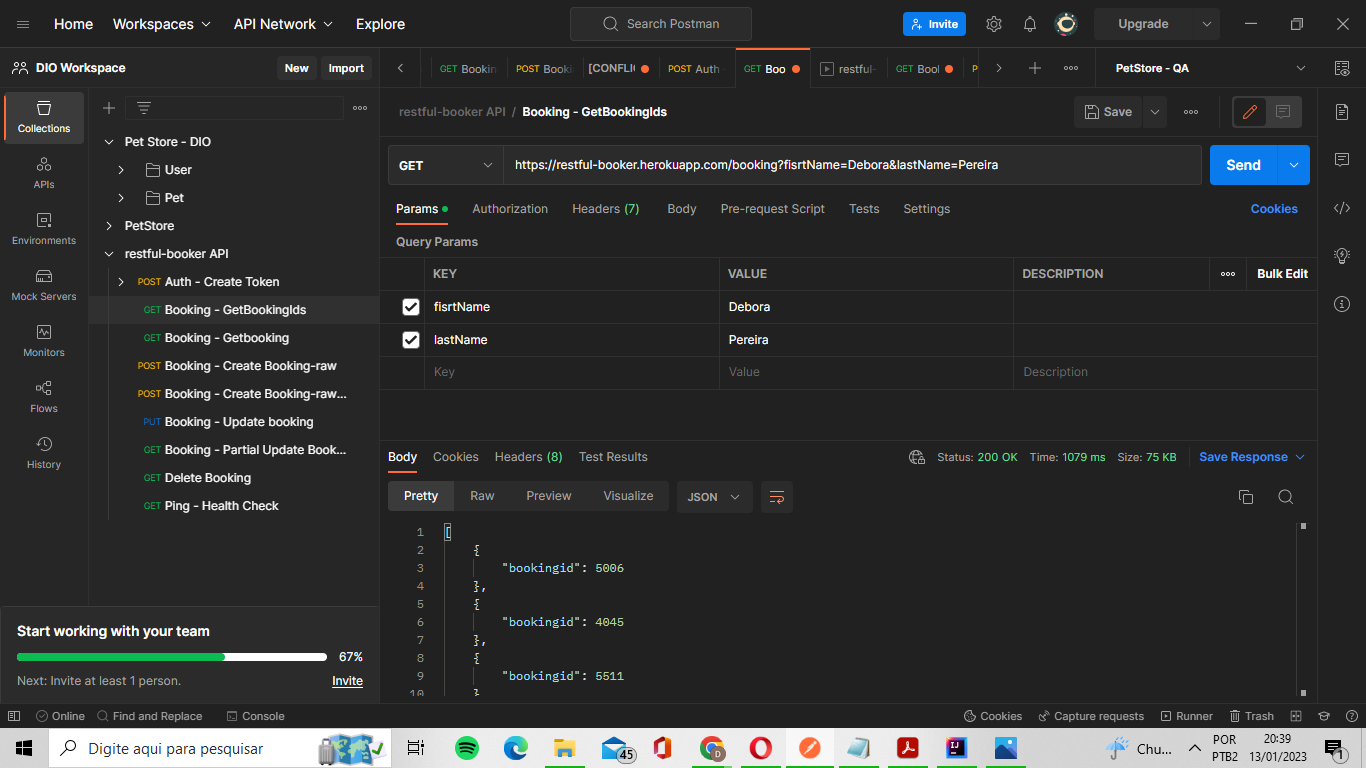 Home Workspaces API Network Explore Search Postman Invite Upgrade
DIO Workspace New Import
GET Bookin POST Booki [CONFLIC POST Auth - GET Boo restful- GET Bool P PetStore - QA
Collections
APIs
Environments
Mock Servers
Monitors
Flows
History
Pet Store - DIO
User
Pet
PetStore
restful-booker API
POST Auth - Create Token
GET Booking - GetBookingIds
GET Booking - Getbooking
POST Booking - Create Booking-raw
POST Booking - Create Booking-raw...
PUT Booking - Update booking
GET Booking - Partial Update Book...
GET Delete Booking
GET Ping - Health Check
Start working with your team
67%
Next: Invite at least 1 person. Invite
restful-booker API / Booking - GetBookingIds Save
GET https://restful-booker.herokuapp.com/booking?fisrtName=Debora&lastName=Pereira Send
Params Authorization Headers (7) Body Pre-request Script Tests Settings Cookies
Query Params
KEY VALUE DESCRIPTION Bulk Edit
fisrtName Debora
lastName Pereira
Key Value Description
Body Cookies Headers (8) Test Results Status: 200 OK Time: 1079 ms Size: 75 KB Save Response
Pretty Raw Preview Visualize JSON
1 [
2 {
3 "bookingid": 5006
4 },
5 {
6 "bookingid": 4045
7 },
8 {
9 "bookingid": 5511
10 }
Online Find and Replace Console Cookies Capture requests Runner Trash
Digite aqui para pesquisar 45 D Chu... POR 20:39 1
PTB2 13/01/2023